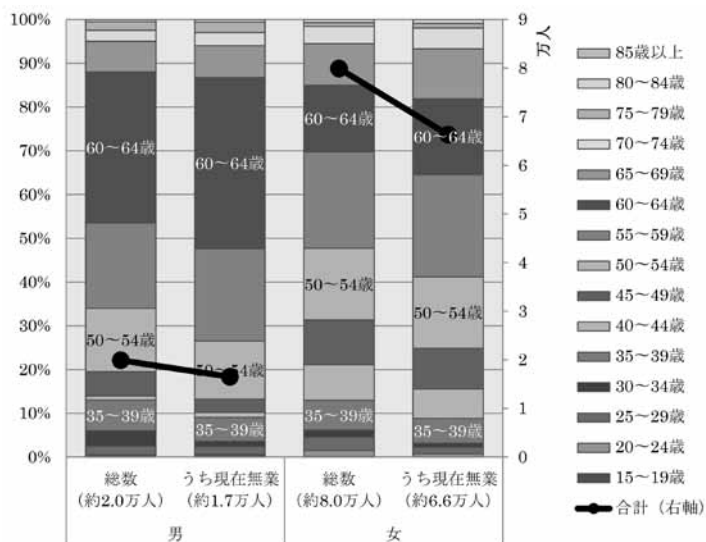 100%
90%
80%
70%
60%
50%
40%
30%
20%
10%
0%
60～64歳
50～54歳
35～39歳
60～64歳
50～54歳
35～39歳
60～64歳
50～54歳
35～39歳
60～64歳
50～54歳
35～39歳
9
8
7
6
5
4
3
2
1
0
万人
総数
（約2.0万人）
うち現在無業
（約1.7万人）
総数
（約8.0万人）
うち現在無業
（約6.6万人）
男
女
85歳以上
80～84歳
75～79歳
70～74歳
65～69歳
60～64歳
55～59歳
50～54歳
45～49歳
40～44歳
35～39歳
30～34歳
25～29歳
20～24歳
15～19歳
合計（右軸）